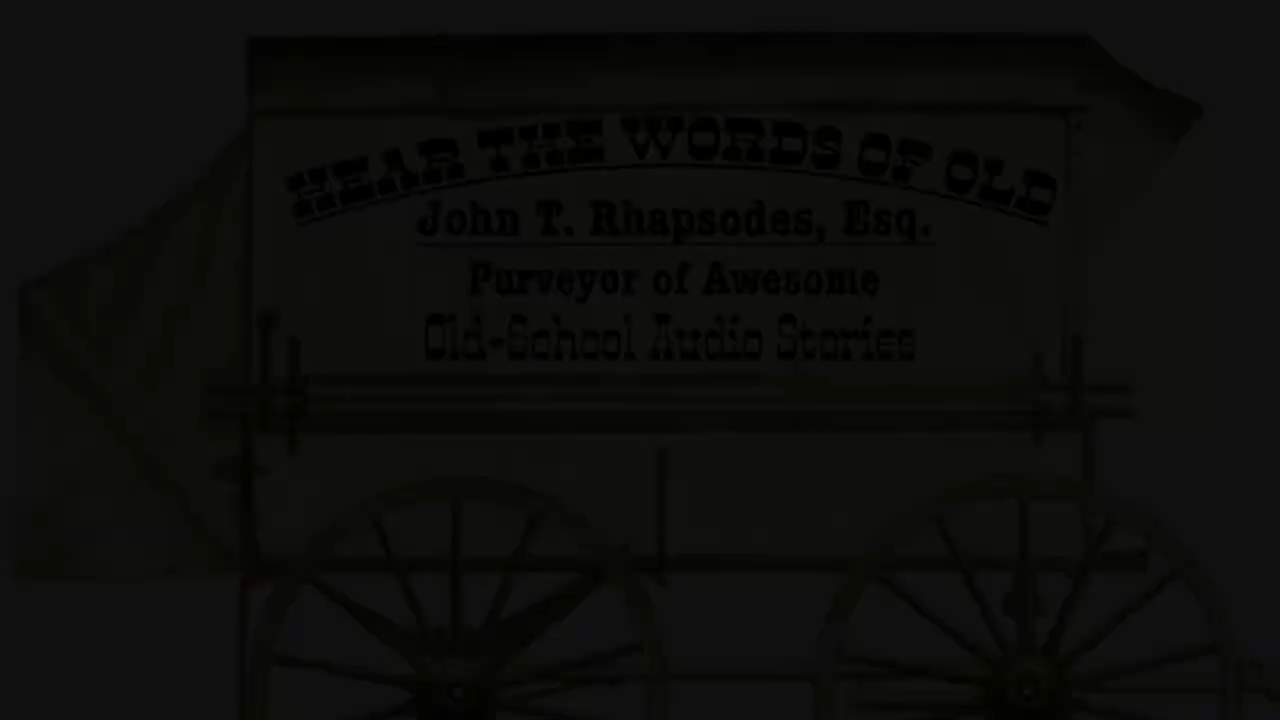 HEAR THE WORDS OF OLD
John T. Rhapsodes, Esq.
Purveyor of Awesome
Old-School Audio Stories